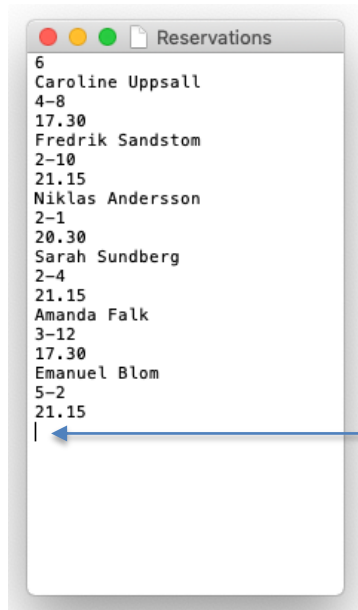 Reservations
6
Caroline Uppsall
4-8
17.30
Fredrik Sandstom
2-10
21.15
Niklas Andersson
2-1
20.30
Sarah Sundberg
2-4
21.15
Amanda Falk
3-12
17.30
Emanuel Blom
5-2
21.15